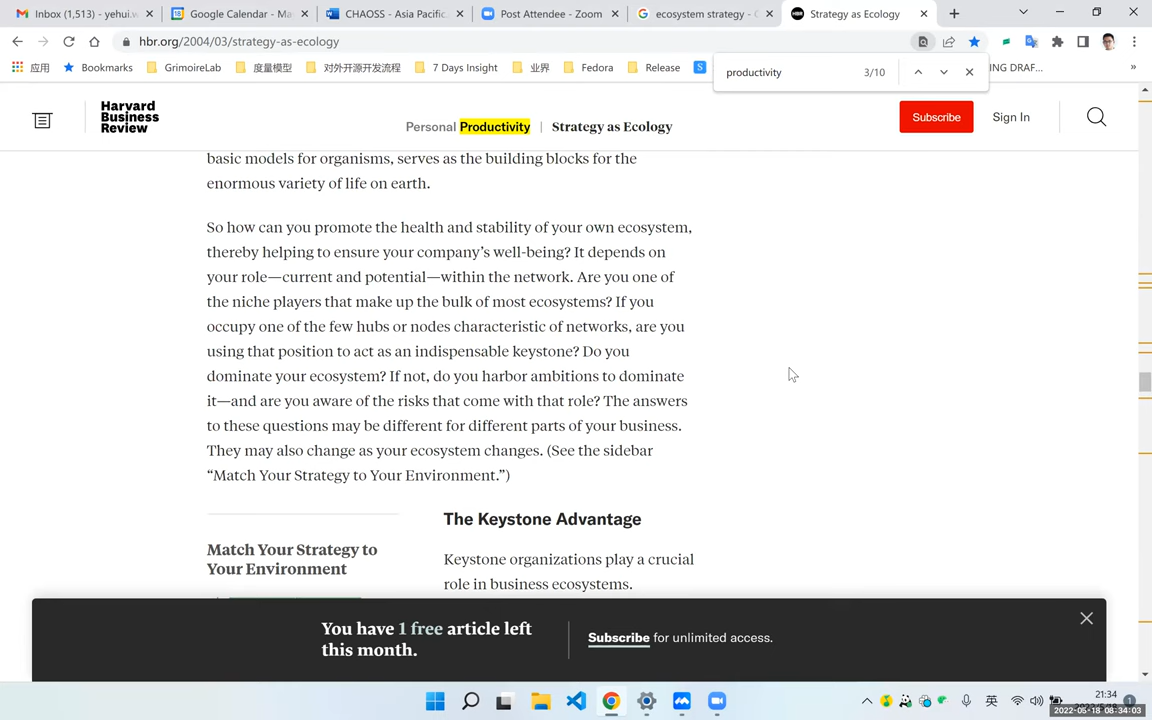 Inbox (1,513) - yehui.w
Google Calendar - Ma
CHAOSS - Asia Pacific
Post Attendee - Zoom
ecosystem strategy - G
Strategy as Ecology
hbr.org/2004/03/strategy-as-ecology
应用
Bookmarks
GrimoireLab
度量模型
对外开源开发流程
7 Days Insight
业界
Fedora
Release
S
NG DRAF...
productivity
3/10
Harvard
Business
Review
Personal Productivity | Strategy as Ecology
Subscribe
Sign In
basic models for organisms, serves as the building blocks for the
enormous variety of life on earth.
So how can you promote the health and stability of your own ecosystem,
thereby helping to ensure your company's well-being? It depends on
your role—current and potential—within the network. Are you one of
the niche players that make up the bulk of most ecosystems? If you
occupy one of the few hubs or nodes characteristic of networks, are you
using that position to act as an indispensable keystone? Do you
dominate your ecosystem? If not, do you harbor ambitions to dominate
it—and are you aware of the risks that come with that role? The answers
to these questions may be different for different parts of your business.
They may also change as your ecosystem changes. (See the sidebar
“Match Your Strategy to Your Environment.”)
Match Your Strategy to
Your Environment
The Keystone Advantage
Keystone organizations play a crucial
role in business ecosystems.
You have 1 free article left
this month.
Subscribe for unlimited access.
英
21:34
2022-05-18 08:34:03